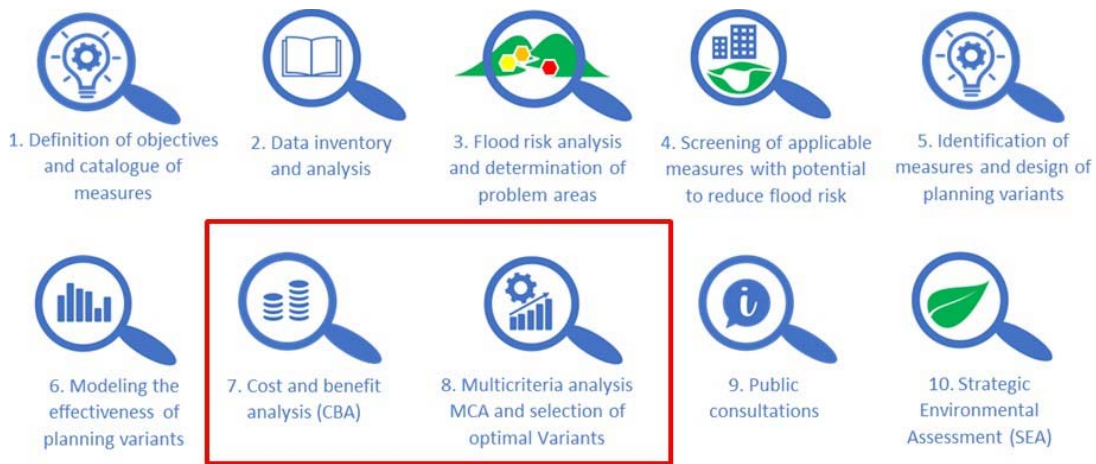 1. Definition of objectives
and catalogue of
measures
2. Data inventory
and analysis
3. Flood risk analysis
and determination of
problem areas
4. Screening of applicable
measures with potential
to reduce flood risk
5. Identification of
measures and design of
planning variants
6. Modeling the
effectiveness of
planning variants
7. Cost and benefit
analysis (CBA)
8. Multicriteria analysis
MCA and selection of
optimal Variants
i
9. Public
consultations
10. Strategic
Environmental
Assessment (SEA)